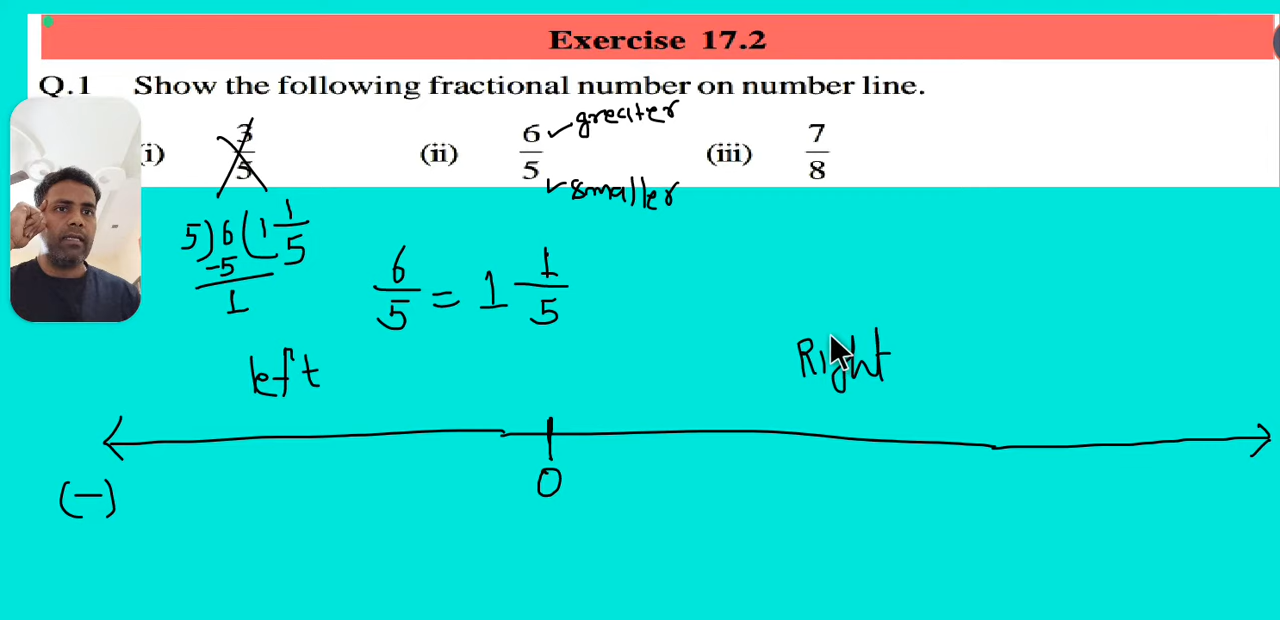 Exercise 17.2
Q.1 Show the following fractional number on number line.
(i) 3/5 (ii) 6/5 greater smaller (iii) 7/8
5)6(1 1/5
-5
1
6/5 = 1 1/5
left Right
(-) 0